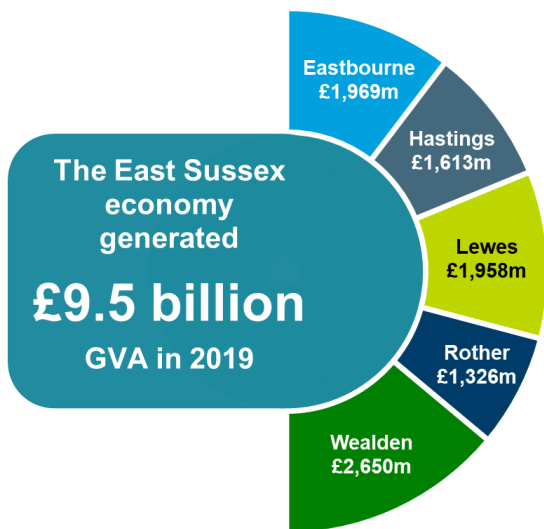 The East Sussex
economy
generated
£9.5 billion
GVA in 2019
Eastbourne
£1,969m
Hastings
£1,613m
Lewes
£1,958m
Rother
£1,326m
Wealden
£2,650m